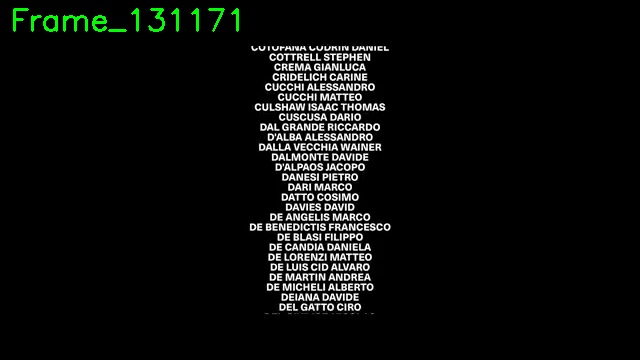 Frame_131171
COTOFANA CODRIN DANIEL
COTTRELL STEPHEN
CREMA GIANLUCA
CRIDELICH CARINE
CUCCHI ALESSANDRO
CUCCHI MATTEO
CULSHAW ISAAC THOMAS
CUSCUSA DARIO
DAL GRANDE RICCARDO
D'ALBA ALESSANDRO
DALLA VECCHIA WAINER
DALMONTE DAVIDE
D'ALPAOS JACOPO
DANESI PIETRO
DARI MARCO
DATTO COSIMO
DAVIES DAVID
DE ANGELIS MARCO
DE BENEDICTIS FRANCESCO
DE BLASI FILIPPO
DE CANDIA DANIELA
DE LORENZI MATTEO
DE LUIS CID ALVARO
DE MARTIN ANDREA
DE MICHELI ALBERTO
DEIANA DAVIDE
DEL GATTO CIRO